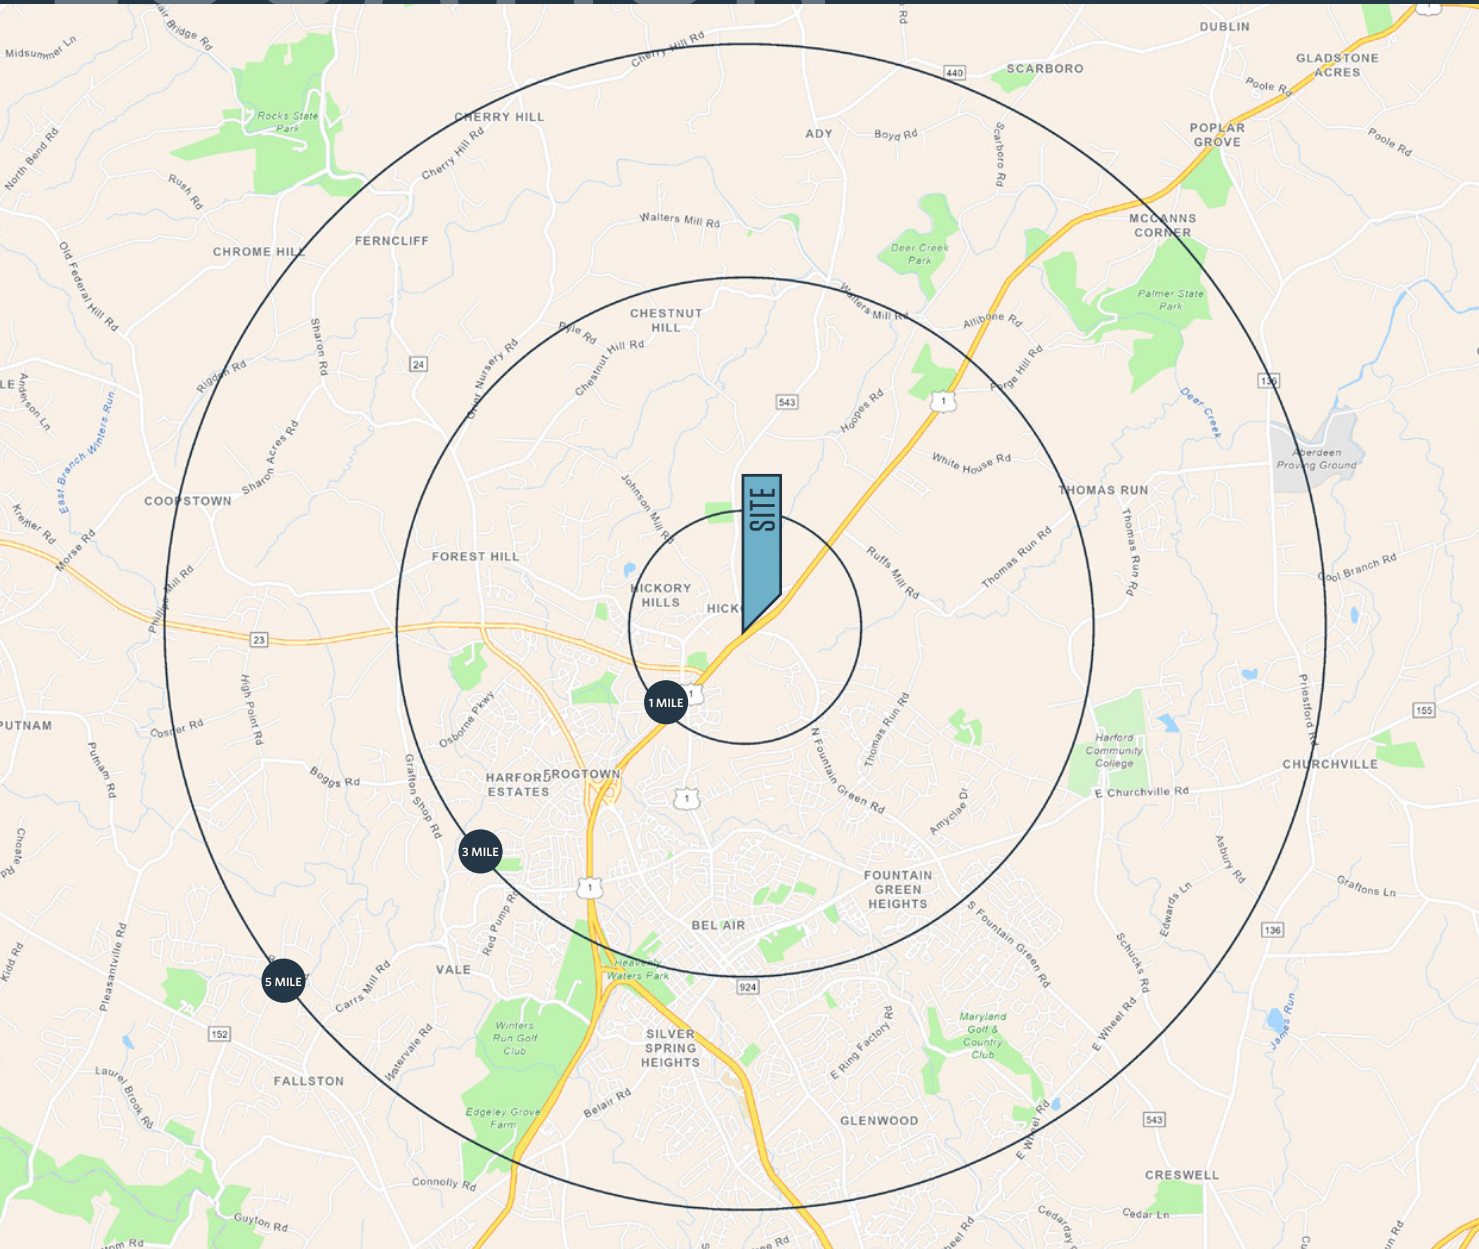 Midsummer Ln
Rd
Cherry Hill Rd
DUBLIN
1
GLADSTONE
ACRES
440
SCARBORO
Poole Rd
Rocks State
Park
CHERRY HILL
Cherry Hill Rd
ADY
Boyd Rd
Scarboro Rd
POPLAR
GROVE
Poole Rd
North Bend Rd
Rush Rd
Walters Mill Rd
MCCANNS
CORNER
FERNCLIFF
CHROME HILL
Old Federal Hill Rd
Deer Creek
Park
Palmer State
Park
Walters Mill Rd
Allibone Rd
CHESTNUT
HILL
Pyle Rd
Chestnut Hill Rd
Sharon Rd
24
Forge Hill Rd
Rigdon Rd
Grier Nursery Rd
136
Anderson Ln
543
1
Hoopes Rd
Deer Creek
East Branch Winters Run
Sharon Acres Rd
White House Rd
Aberdeen
Proving Ground
COOPSTOWN
Johnson Mill Rd
SITE
THOMAS RUN
Thomas Run Rd
Kreimer Rd
Morse Rd
FOREST HILL
Ruffs Mill Rd
Thomas Run Rd
Cool Branch Rd
Phillips Mill Rd
HICKORY
HILLS
23
High Point Rd
Osborne Pkwy
1 MILE
1
Thomas Run Rd
Priestford Rd
155
PUTNAM
Cosner Rd
Putnam Rd
Grafton Shop Rd
N Fountain Green Rd
Harford
Community
College
CHURCHVILLE
Boggs Rd
HARFORD
ESTATES
FROGTOWN
1
Amyclae Dr
E Churchville Rd
Choate Rd
3 MILE
Asbury Rd
1
FOUNTAIN
GREEN
HEIGHTS
Graftons Ln
Edwards Ln
Red Pump Rd
BEL AIR
S Fountain Green Rd
136
Kidd Rd
Pleasantville Rd
VALE
Heavenly
Waters Park
Schucks Rd
5 MILE
Carrs Mill Rd
924
Winters
Run Golf
Club
Maryland
Golf &
Country
Club
E Wheel Rd
James Run
152
Watervale Rd
SILVER
SPRING
HEIGHTS
E Ring Factory Rd
Laurel Brook Rd
FALLSTON
Belair Rd
Edgeley Grove
Farm
GLENWOOD
E Wheel Rd
543
Connolly Rd
CRESWELL
Guyton Rd
Cedar Ln